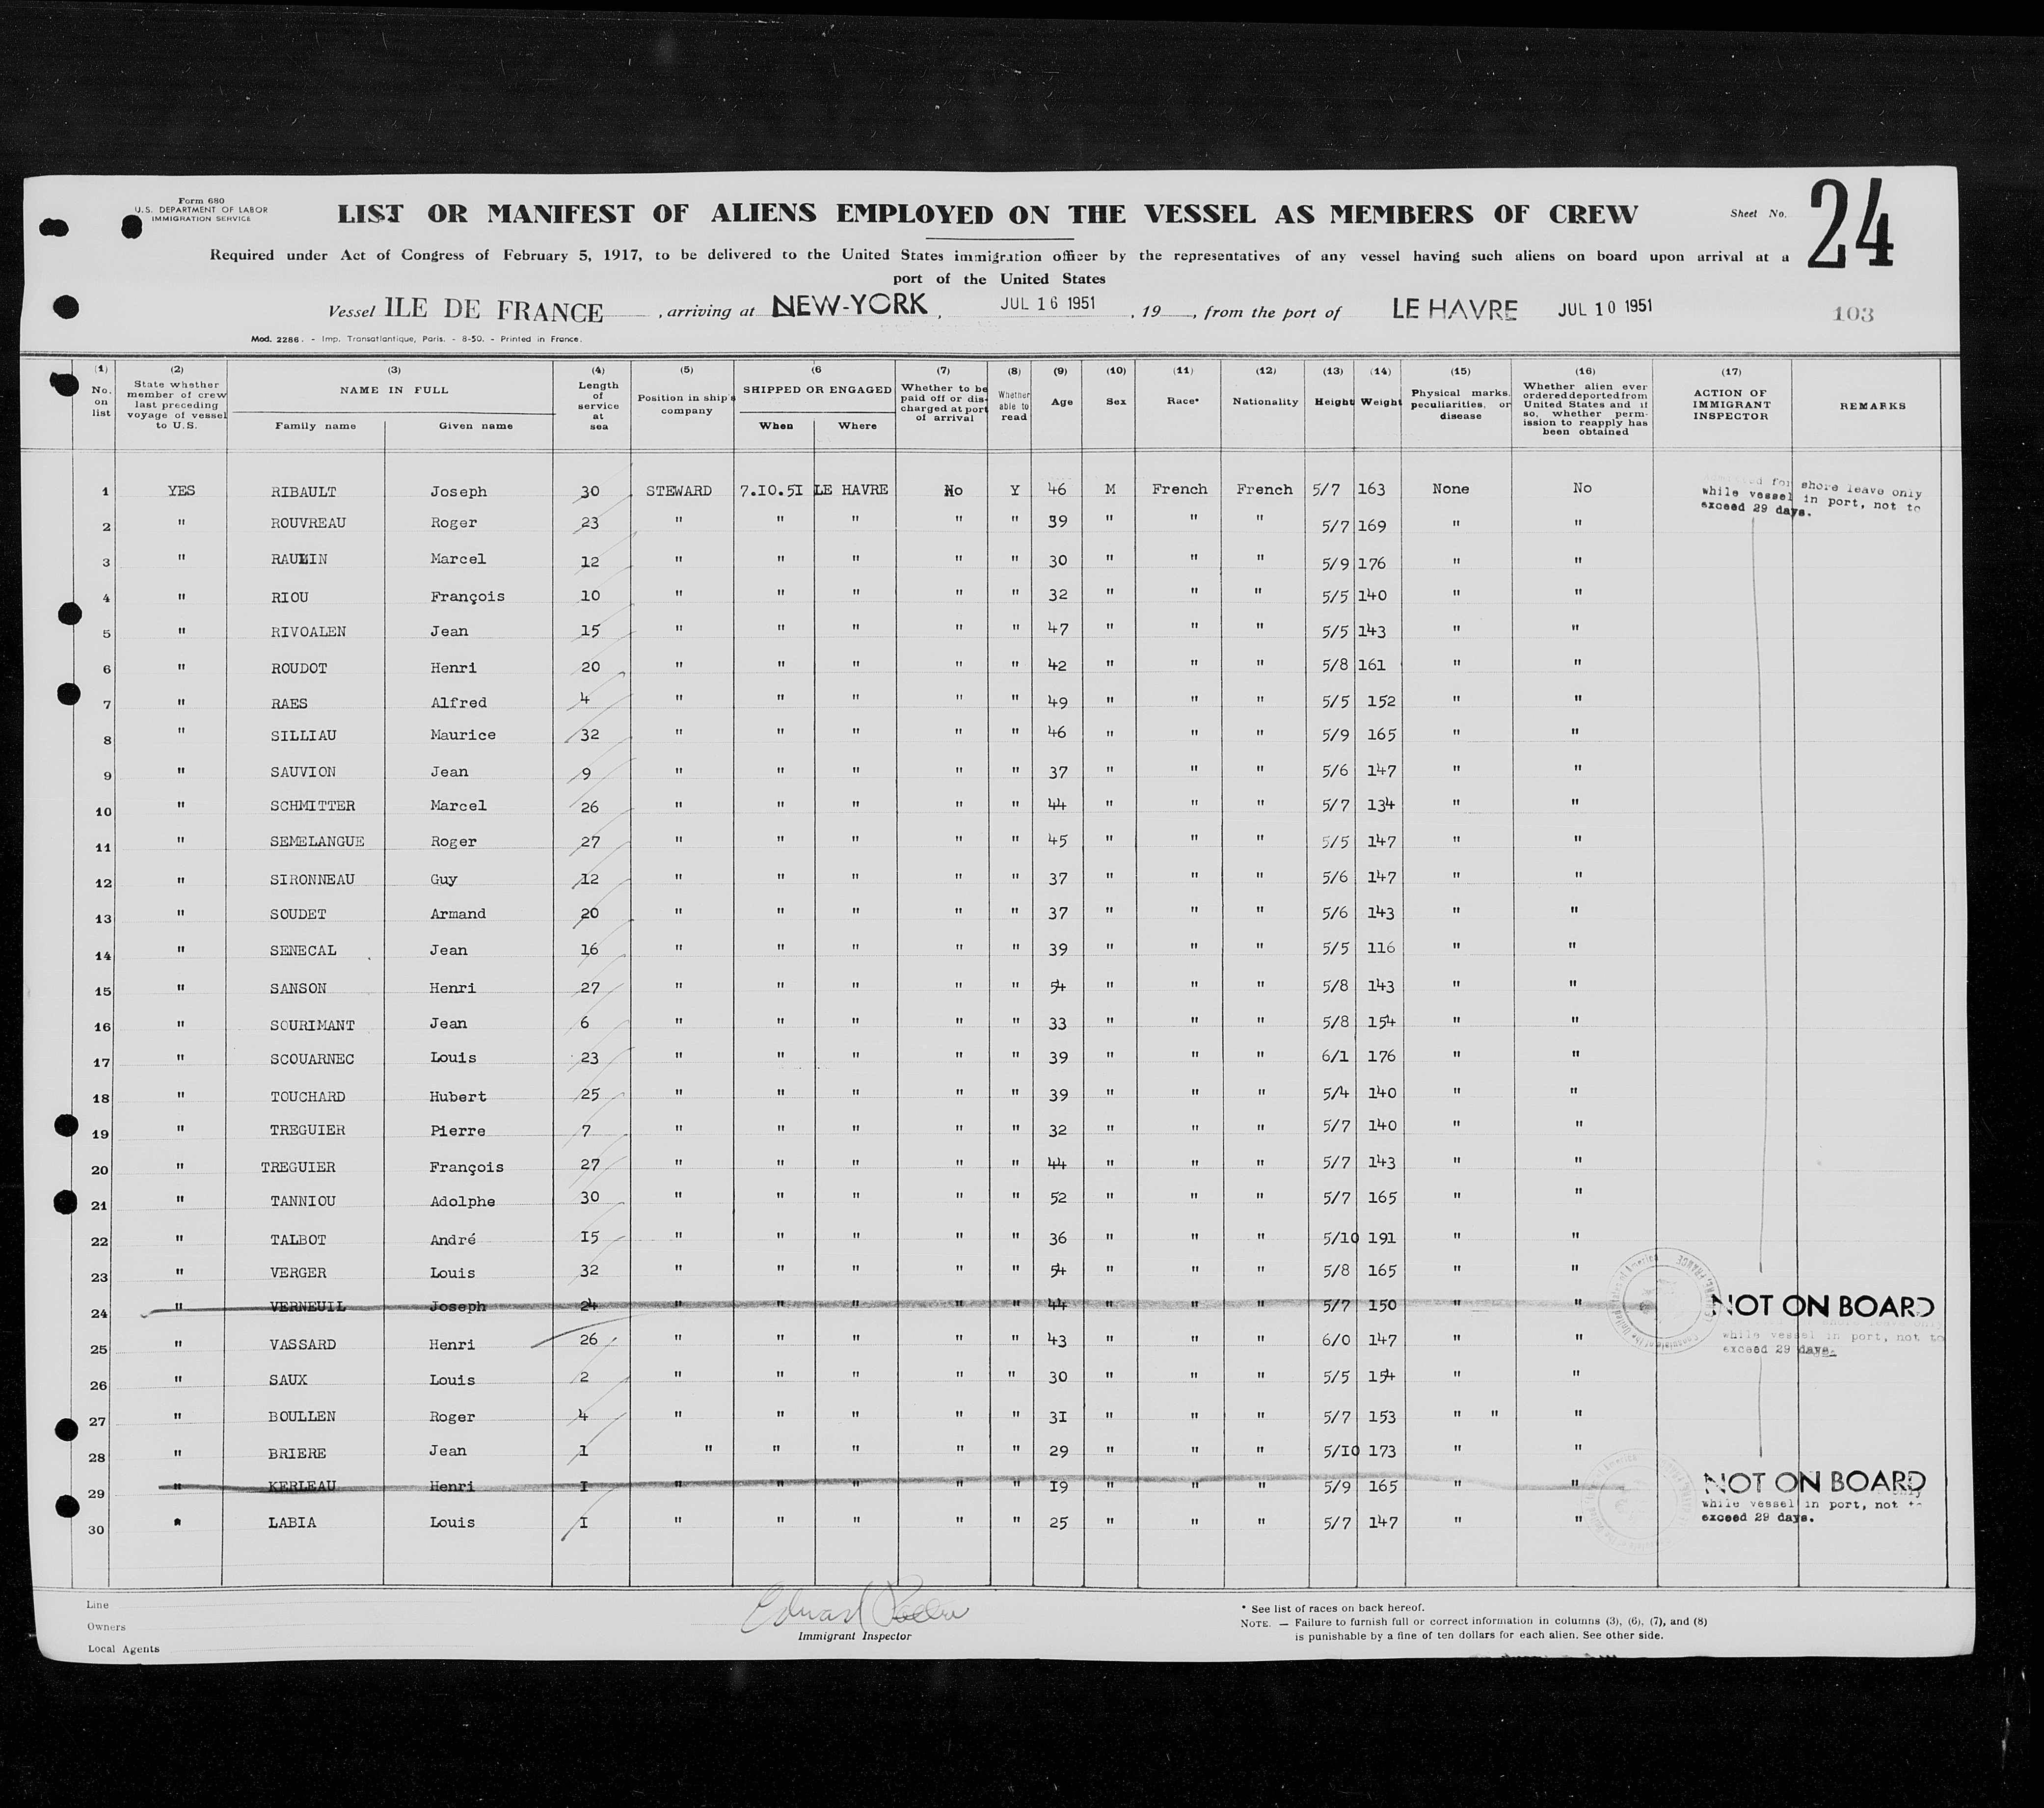 Form 680
U.S. DEPARTMENT OF LABOR
IMMIGRATION SERVICE
LIST OR MANIFEST OF ALIENS EMPLOYED ON THE VESSEL AS MEMBERS OF CREW
Sheet No. 24
Required under Act of Congress of February 5, 1917, to be delivered to the United States immigration officer by the representatives of any vessel having such aliens on board upon arrival at a
port of the United States
Vessel ILE DE FRANCE , arriving at NEW-YORK , JUL 16 1951 , 19 , from the port of LE HAVRE JUL 10 1951
103
Mod. 2286. - Imp. Transatlantique, Paris. - 8-50. - Printed in France.
(1) No. on list
(2) State whether member of crew last preceding voyage of vessel to U.S.
(3) NAME IN FULL Family name Given name
(4) Length of service at sea
(5) Position in ship's company
(6 SHIPPED OR ENGAGED When Where
(7) Whether to be paid off or discharged at port of arrival
(8) Whether able to read
(9) Age
(10) Sex
(11) Race*
(12) Nationality
(13) Height
(14) Weight
(15) Physical marks, peculiarities, or disease
(16) Whether alien ever ordered deported from United States and if so, whether permission to reapply has been obtained
(17) ACTION OF IMMIGRANT INSPECTOR
REMARKS
1 YES RIBAULT Joseph 30 STEWARD 7.10.51 LE HAVRE No Y 46 M French French 5/7 163 None No
for shore leave only
while vessel in port, not to
exceed 29 days.
2 " ROUVREAU Roger 23 " " " " " 39 " " " 5/7 169 " "
3 " RAULIN Marcel 12 " " " " " 30 " " " 5/9 176 " "
4 " RIOU François 10 " " " " " 32 " " " 5/5 140 " "
5 " RIVOALEN Jean 15 " " " " " 47 " " " 5/5 143 " "
6 " ROUDOT Henri 20 " " " " " 42 " " " 5/8 161 " "
7 " RAES Alfred 4 " " " " " 49 " " " 5/5 152 " "
8 " SILLIAU Maurice 32 " " " " " 46 " " " 5/9 165 " "
9 " SAUVION Jean 9 " " " " " 37 " " " 5/6 147 " "
10 " SCHMITTER Marcel 26 " " " " " 44 " " " 5/7 134 " "
11 " SEMELANGUE Roger 27 " " " " " 45 " " " 5/5 147 " "
12 " SIRONNEAU Guy 12 " " " " " 37 " " " 5/6 147 " "
13 " SOUDET Armand 20 " " " " " 37 " " " 5/6 143 " "
14 " SENECAL Jean 16 " " " " " 39 " " " 5/5 116 " "
15 " SANSON Henri 27 " " " " " 54 " " " 5/8 143 " "
16 " SOURIMANT Jean 6 " " " " " 33 " " " 5/8 154 " "
17 " SCOUARNEC Louis 23 " " " " " 39 " " " 6/1 176 " "
18 " TOUCHARD Hubert 25 " " " " " 39 " " " 5/4 140 " "
19 " TREGUIER Pierre 7 " " " " " 32 " " " 5/7 140 " "
20 " TREGUIER François 27 " " " " " 44 " " " 5/7 143 " "
21 " TANNIOU Adolphe 30 " " " " " 52 " " " 5/7 165 " "
22 " TALBOT André 15 " " " " " 36 " " " 5/10 191 " "
23 " VERGER Louis 32 " " " " " 54 " " " 5/8 165 " "
24 " VERNEUIL Joseph 24 " " " " " 44 " " " 5/7 150 " " NOT ON BOARD
25 " VASSARD Henri 26 " " " " " 43 " " " 6/0 147 " "
while vessel in port, not to
exceed 29 days.
26 " SAUX Louis 2 " " " " " 30 " " " 5/5 154 " "
27 " BOULLEN Roger 4 " " " " " 31 " " " 5/7 153 " " "
28 " BRIERE Jean 1 " " " " " 29 " " " 5/10 173 " "
29 " KERLEAU Henri 1 " " " " " 19 " " " 5/9 165 " " NOT ON BOARD
30 " LABIA Louis 1 " " " " " 25 " " " 5/7 147 " "
while vessel in port, not to
exceed 29 days.
Line
Owners
Local Agents
Edward
Immigrant Inspector
* See list of races on back hereof.
NOTE. — Failure to furnish full or correct information in columns (3), (6), (7), and (8)
is punishable by a fine of ten dollars for each alien. See other side.